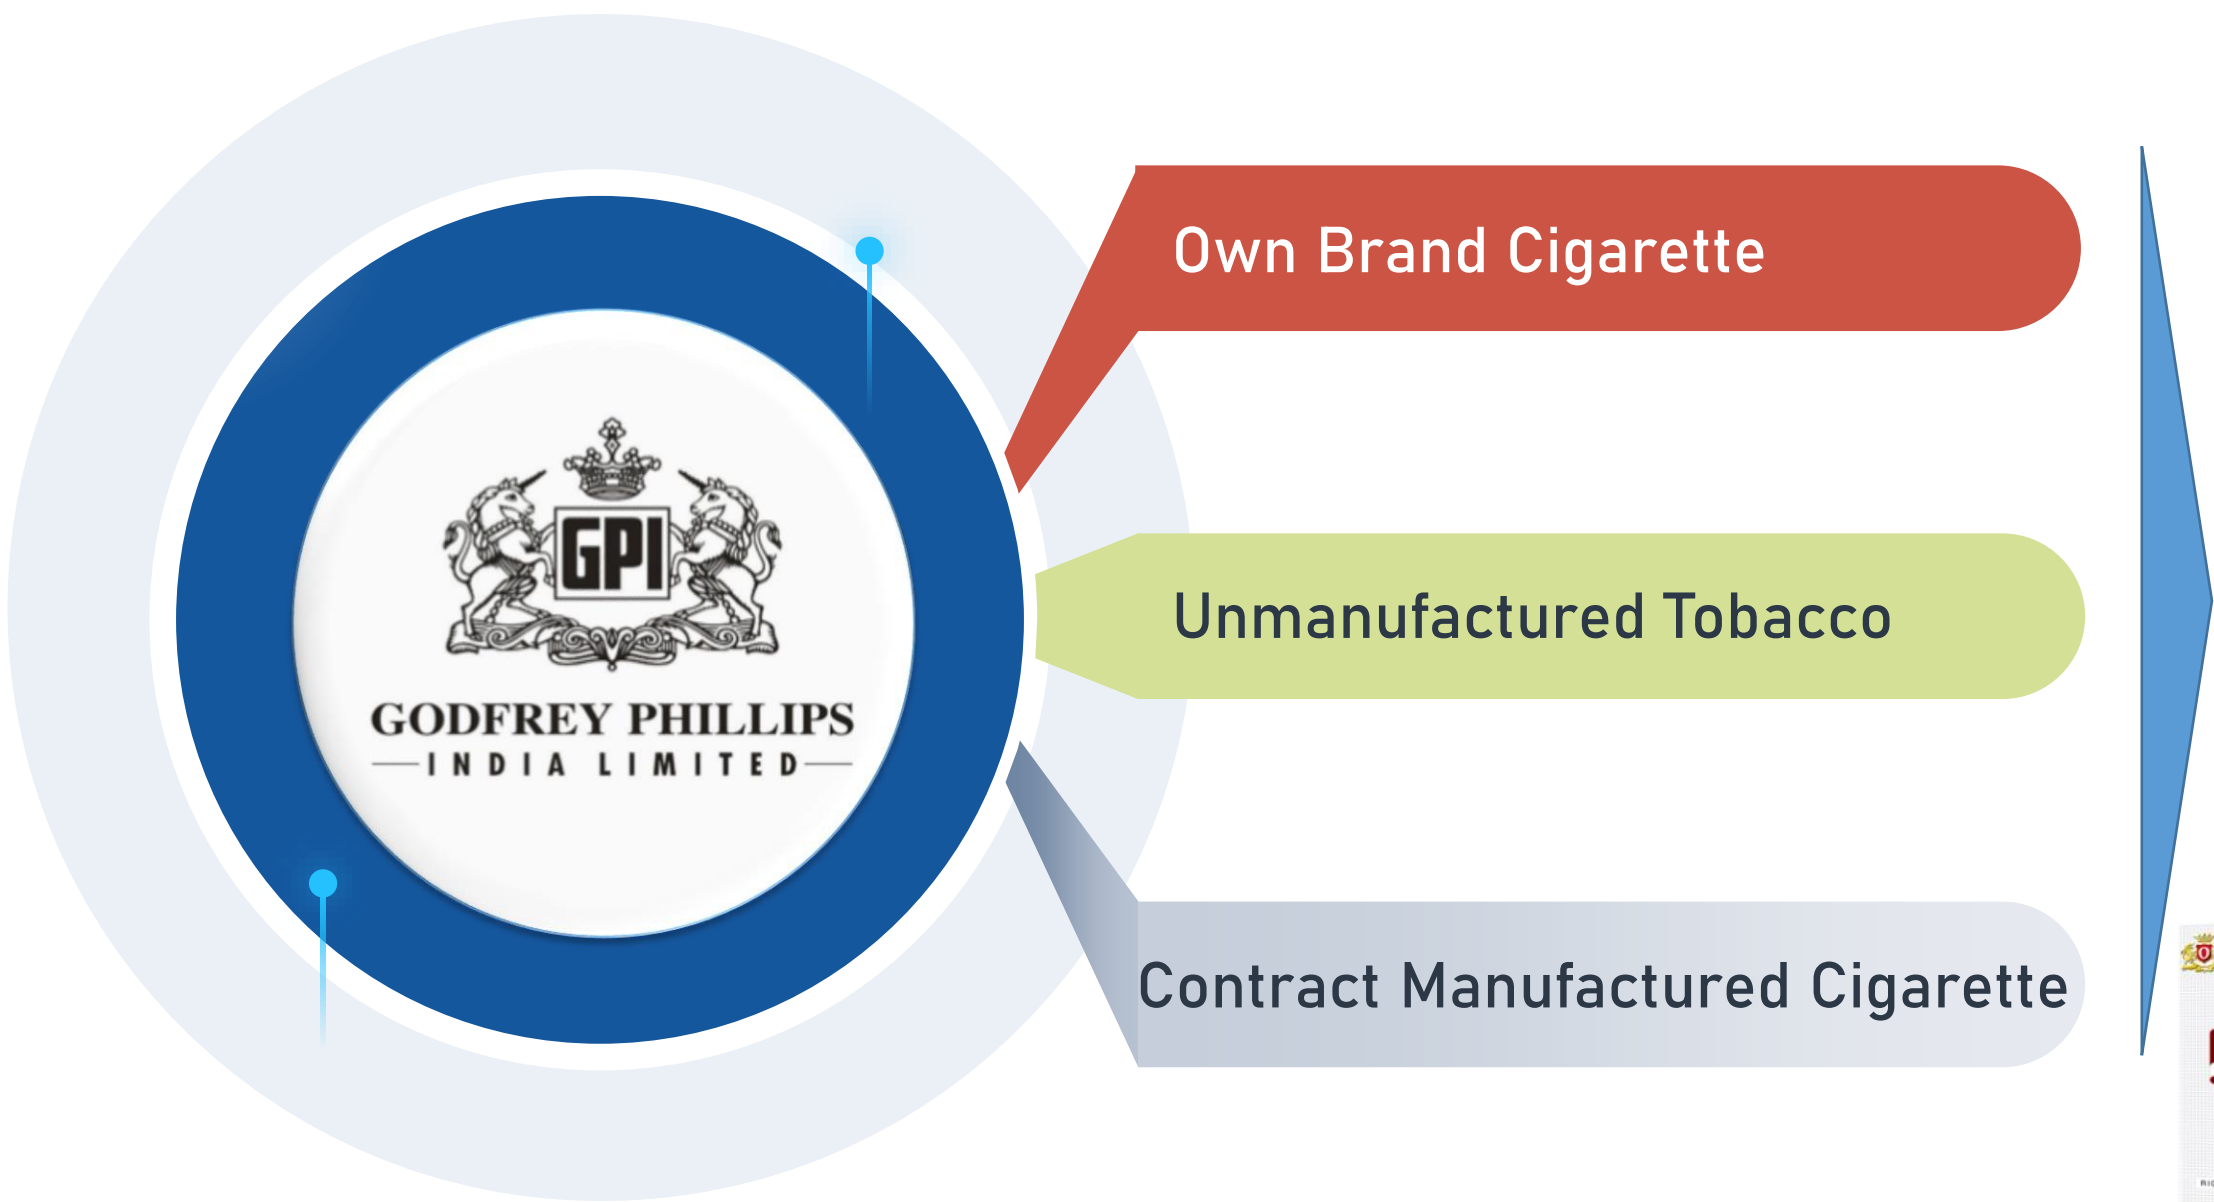 GPI
GODFREY PHILLIPS
INDIA LIMITED
Own Brand Cigarette
Unmanufactured Tobacco
Contract Manufactured Cigarette